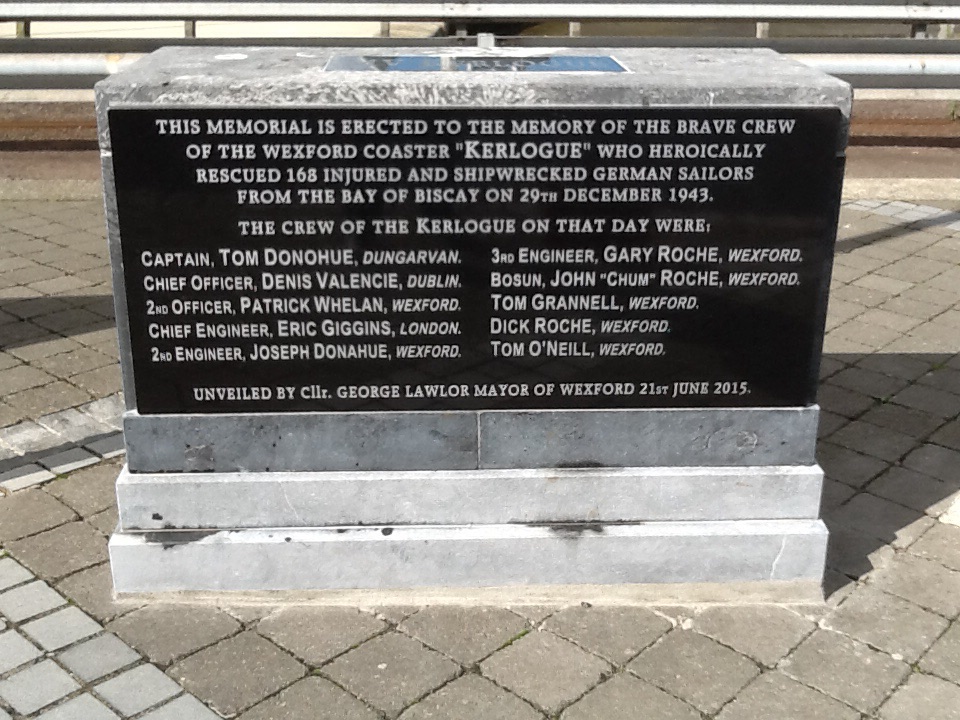 THIS MEMORIAL IS ERECTED TO THE MEMORY OF THE BRAVE CREW
OF THE WEXFORD COASTER "KERLOGUE" WHO HEROICALLY
RESCUED 168 INJURED AND SHIPWRECKED GERMAN SAILORS
FROM THE BAY OF BISCAY ON 29TH DECEMBER 1943.
THE CREW OF THE KERLOGUE ON THAT DAY WERE:
CAPTAIN, TOM DONOHUE, DUNGARVAN.
CHIEF OFFICER, DENIS VALENCIE, DUBLIN.
2ND OFFICER, PATRICK WHELAN, WEXFORD.
CHIEF ENGINEER, ERIC GIGGINS, LONDON.
2RD ENGINEER, JOSEPH DONAHUE, WEXFORD.
3RD ENGINEER, GARY ROCHE, WEXFORD.
BOSUN, JOHN "CHUM" ROCHE, WEXFORD.
TOM GRANNELL, WEXFORD.
DICK ROCHE, WEXFORD.
TOM O'NEILL, WEXFORD.
UNVEILED BY Cllr. GEORGE LAWLOR MAYOR OF WEXFORD 21ST JUNE 2015.